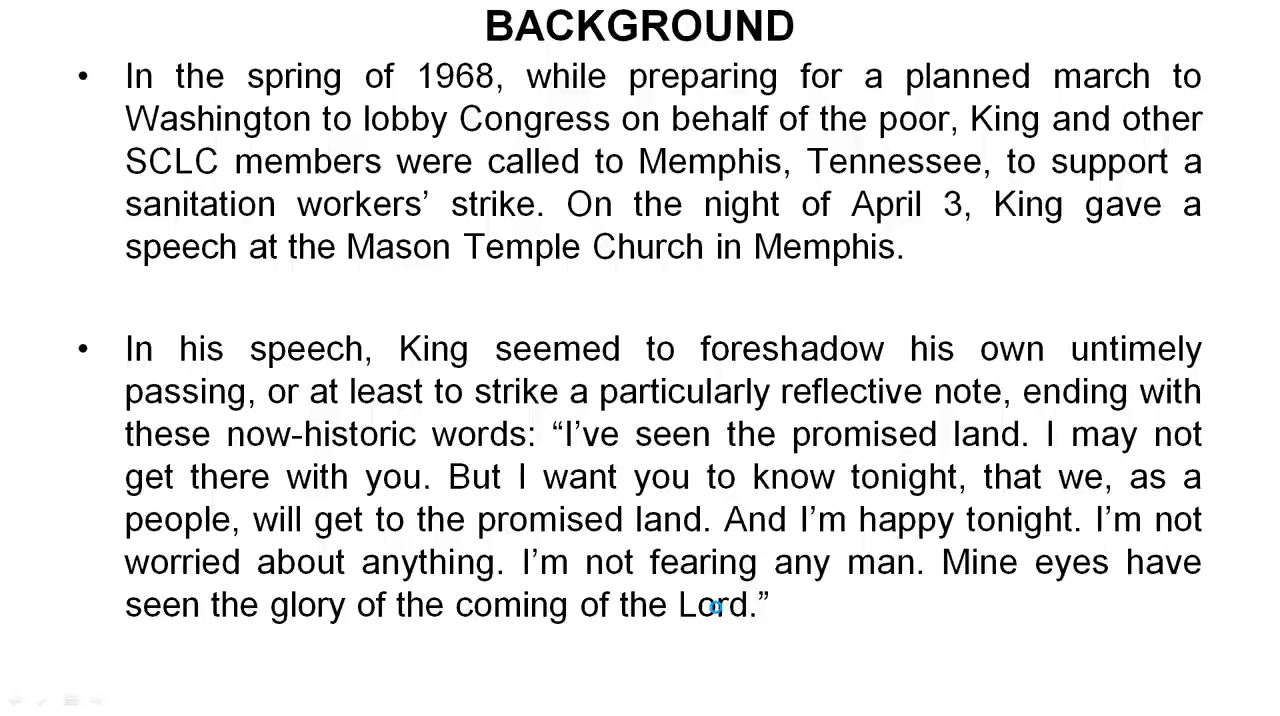 BACKGROUND
• In the spring of 1968, while preparing for a planned march to
Washington to lobby Congress on behalf of the poor, King and other
SCLC members were called to Memphis, Tennessee, to support a
sanitation workers’ strike. On the night of April 3, King gave a
speech at the Mason Temple Church in Memphis.
• In his speech, King seemed to foreshadow his own untimely
passing, or at least to strike a particularly reflective note, ending with
these now-historic words: “I’ve seen the promised land. I may not
get there with you. But I want you to know tonight, that we, as a
people, will get to the promised land. And I’m happy tonight. I’m not
worried about anything. I’m not fearing any man. Mine eyes have
seen the glory of the coming of the Lord.”